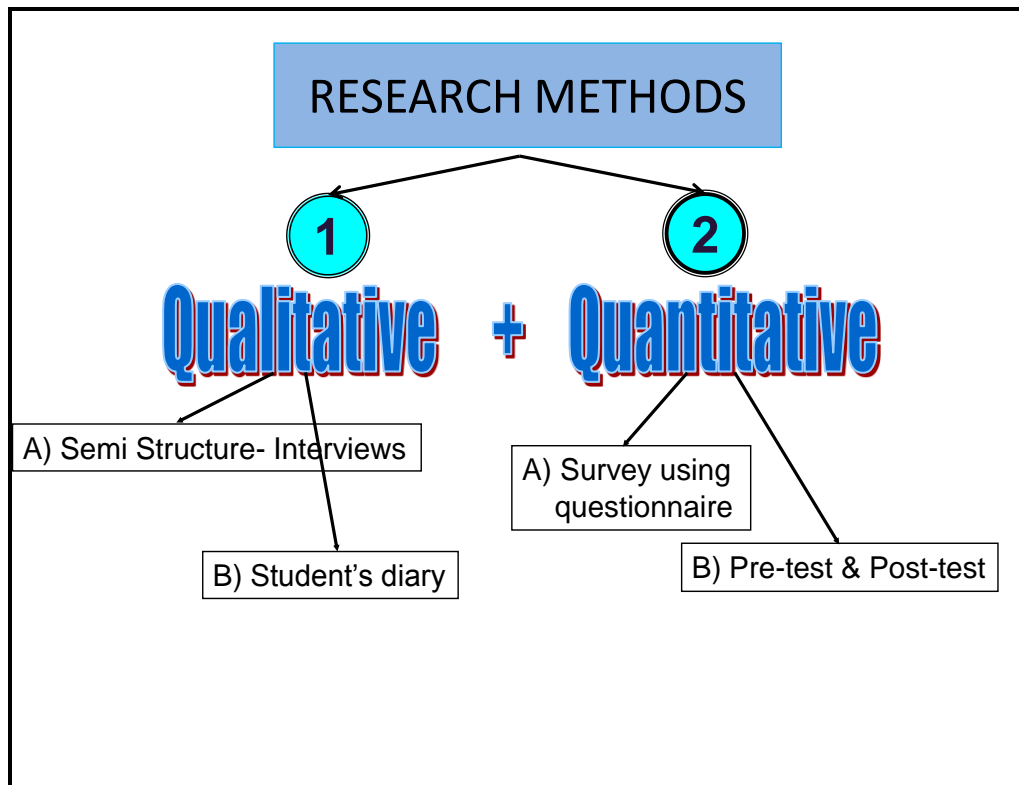 RESEARCH METHODS
1
2
Qualitative + Quantitative
A) Semi Structure- Interviews
B) Student’s diary
A) Survey using
questionnaire
B) Pre-test & Post-test